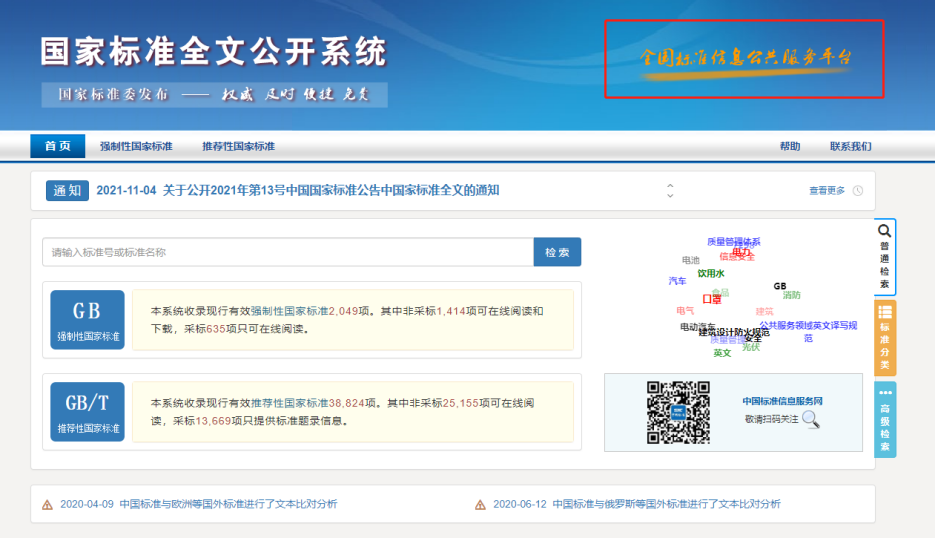 国家标准全文公开系统
国家标准委发布 —— 权威 及时 便捷 免费
全国标准信息公共服务平台
首页 强制性国家标准 推荐性国家标准 帮助 联系我们
通知 2021-11-04 关于公开2021年第13号中国国家标准公告中国家标准全文的通知 查看更多
请输入标准号或标准名称 检索
GB
强制性国家标准
本系统收录现行有效强制性国家标准2,049项。其中非采标1,414项可在线阅读和
下载，采标635项只可在线阅读。
GB/T
推荐性国家标准
本系统收录现行有效推荐性国家标准38,824项。其中非采标25,155项可在线阅
读，采标13,669项只提供标准题录信息。
质量管理体系
电力
信息安全
电池
饮用水
汽车
GB
食品
口罩
消防
电气
建筑
电动汽车
公共服务领域英文译写规
范
建筑设计防火规范
质量管理
安全
光伏
英文
中国标准信息服务网
敬请扫码关注
普通检索
标准分类
高级检索
2020-04-09 中国标准与欧洲等国外标准进行了文本比对分析
2020-06-12 中国标准与俄罗斯等国外标准进行了文本比对分析